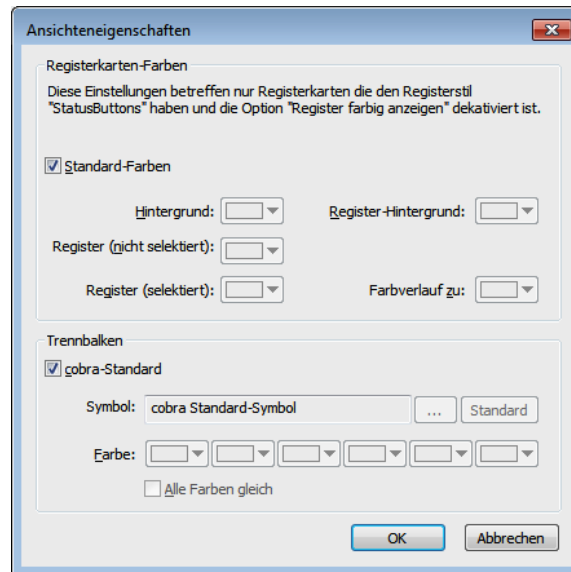 Ansichteneigenschaften
Registerkarten-Farben
Diese Einstellungen betreffen nur Registerkarten die den Registerstil
"StatusButtons" haben und die Option "Register farbig anzeigen" dekativiert ist.
Standard-Farben
Hintergrund: Register-Hintergrund:
Register (nicht selektiert):
Register (selektiert): Farbverlauf zu:
Trennbalken
cobra-Standard
Symbol: cobra Standard-Symbol ... Standard
Farbe:
Alle Farben gleich
OK Abbrechen